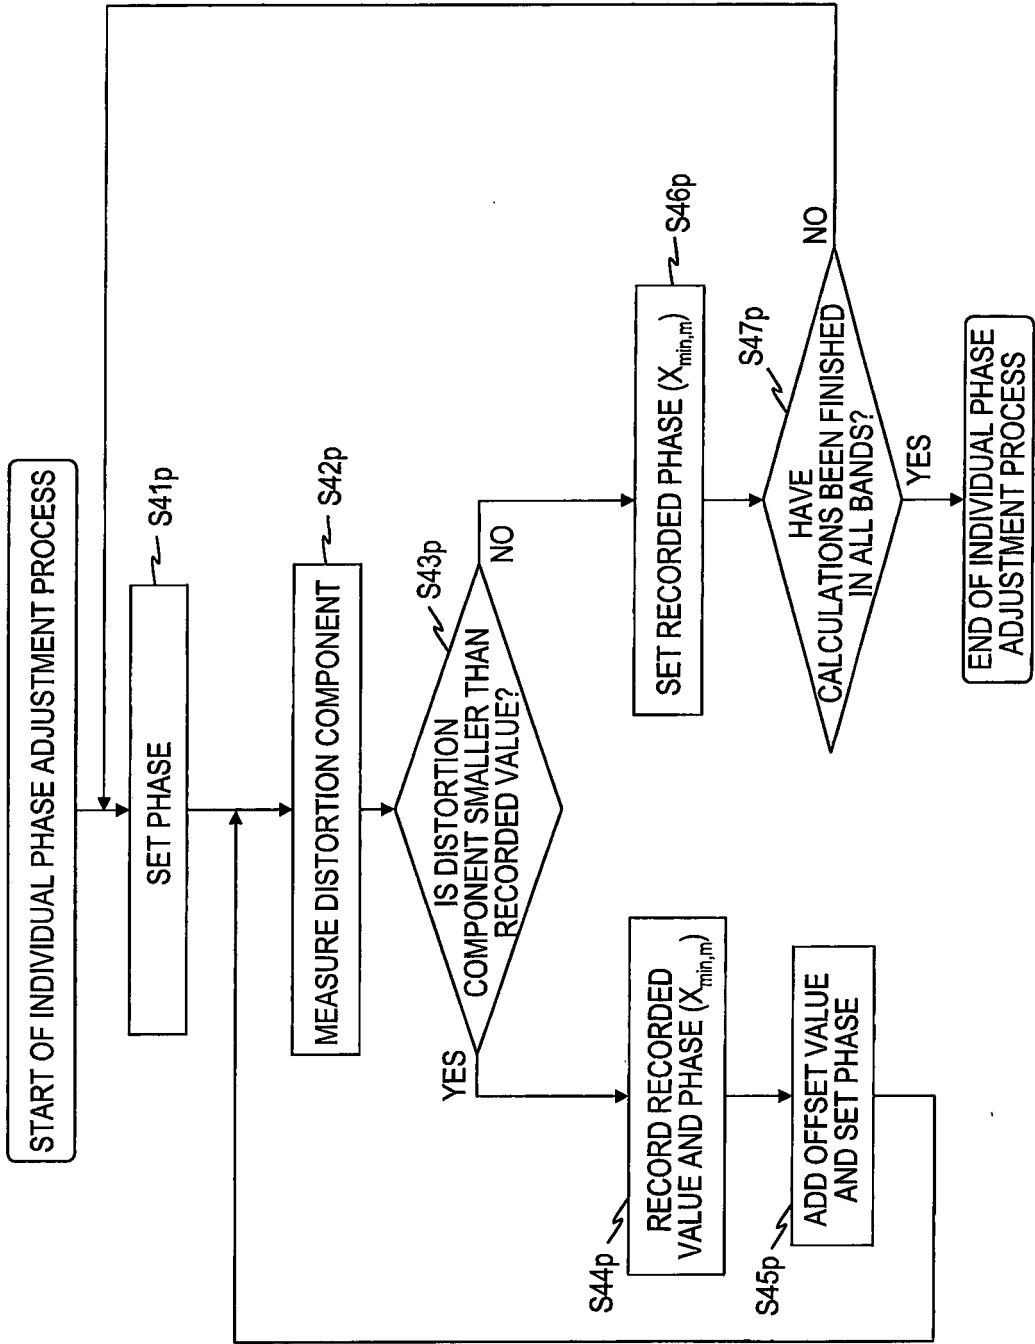 START OF INDIVIDUAL PHASE ADJUSTMENT PROCESS
SET PHASE
S41p
MEASURE DISTORTION COMPONENT
S42p
IS DISTORTION
COMPONENT SMALLER THAN
RECORDED VALUE?
S43p
YES
NO
RECORD RECORDED
VALUE AND PHASE (Xmin,m)
S44p
ADD OFFSET VALUE
AND SET PHASE
S45p
SET RECORDED PHASE (Xmin,m)
S46p
HAVE
CALCULATIONS BEEN FINISHED
IN ALL BANDS?
S47p
NO
YES
END OF INDIVIDUAL PHASE
ADJUSTMENT PROCESS